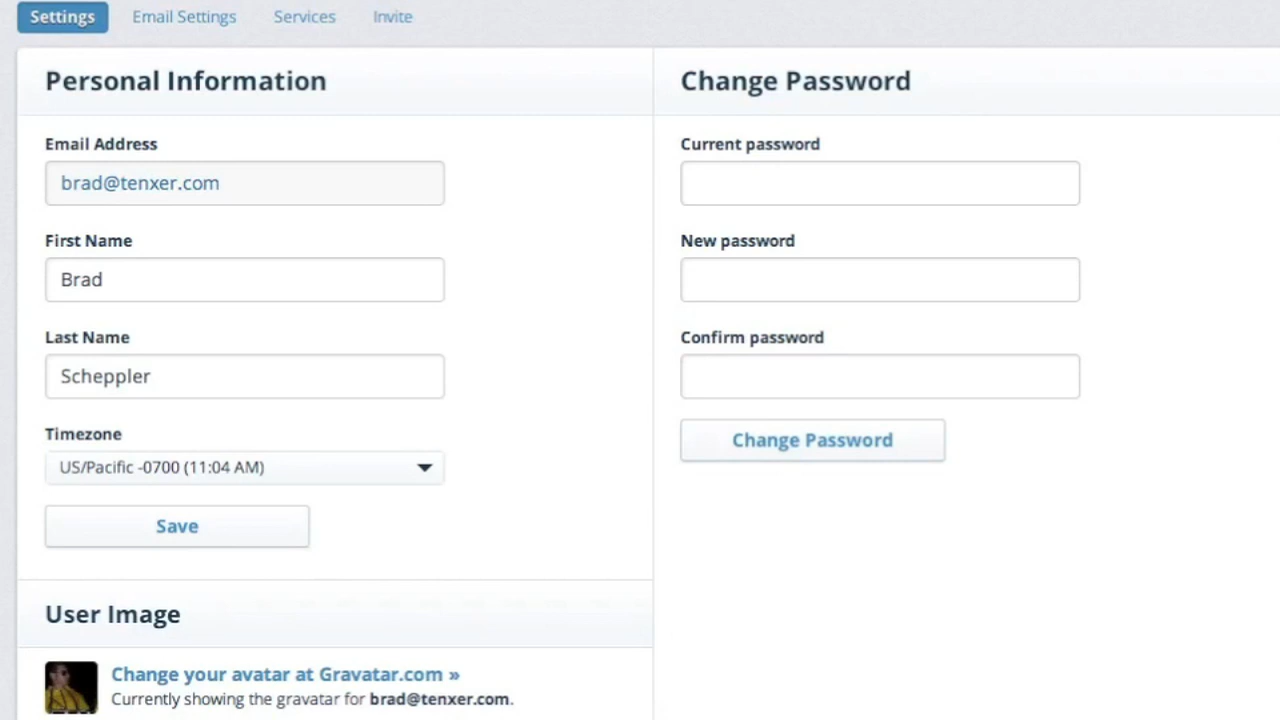 Settings Email Settings Services Invite
Personal Information
Email Address
brad@tenxer.com
First Name
Brad
Last Name
Scheppler
Timezone
US/Pacific -0700 (11:04 AM)
Save
User Image
Change your avatar at Gravatar.com »
Currently showing the gravatar for brad@tenxer.com.
Change Password
Current password
New password
Confirm password
Change Password